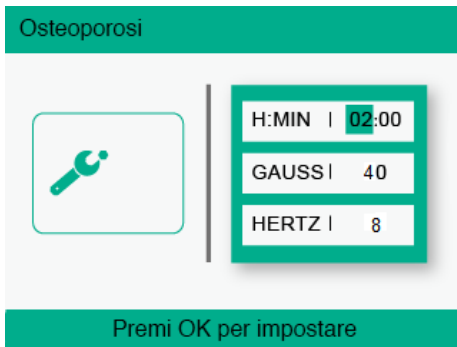 Osteoporosi
H:MIN | 02:00
GAUSS | 40
HERTZ | 8
Premi OK per impostare